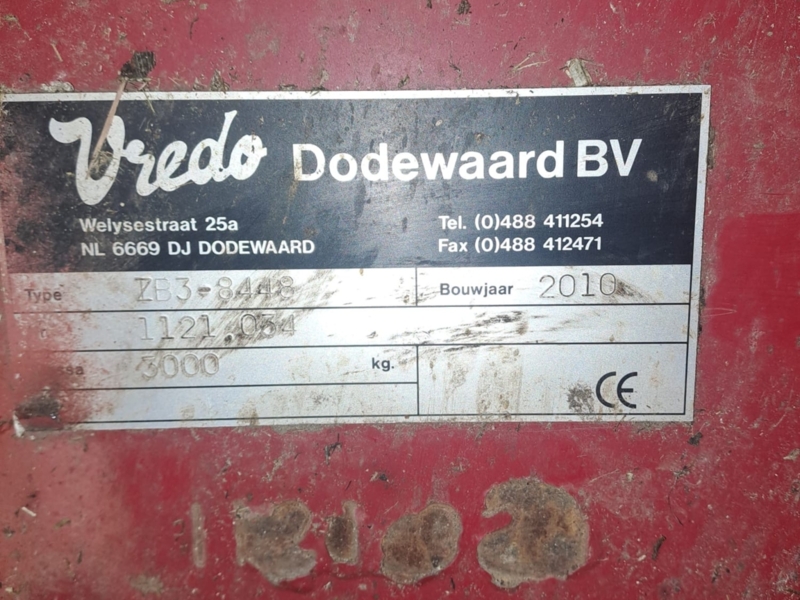 Vredo Dodewaard BV
Welysestraat 25a
NL 6669 DJ DODEWAARD
Tel. (0)488 411254
Fax (0)488 412471
Type ZB3-8448 Bouwjaar 2010
1121.034
3000 kg.
CE